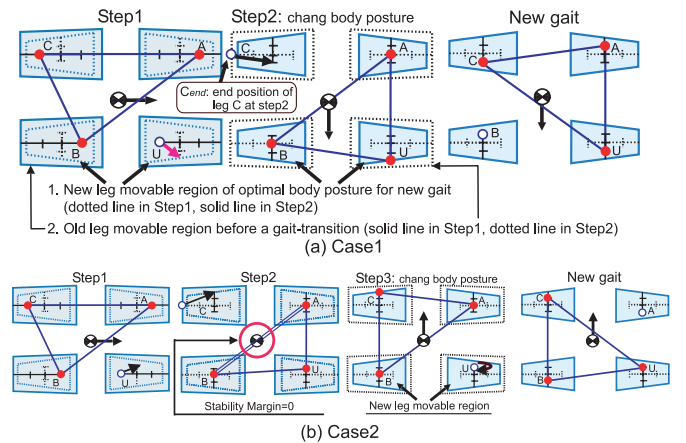 Step1
Step2: chang body posture
New gait
C
A
C
A
C
A
Cend: end position of
leg C at step2
B
U
B
U
B
U
1. New leg movable region of optimal body posture for new gait
(dotted line in Step1, solid line in Step2)
2. Old leg movable region before a gait-transition (solid line in Step1, dotted line in Step2)
(a) Case1
Step1
Step2
Step3: chang body posture
New gait
C
A
C
A
C
A
C
A
B
U
B
U
B
U
B
U
Stability Margin=0
New leg movable region
(b) Case2